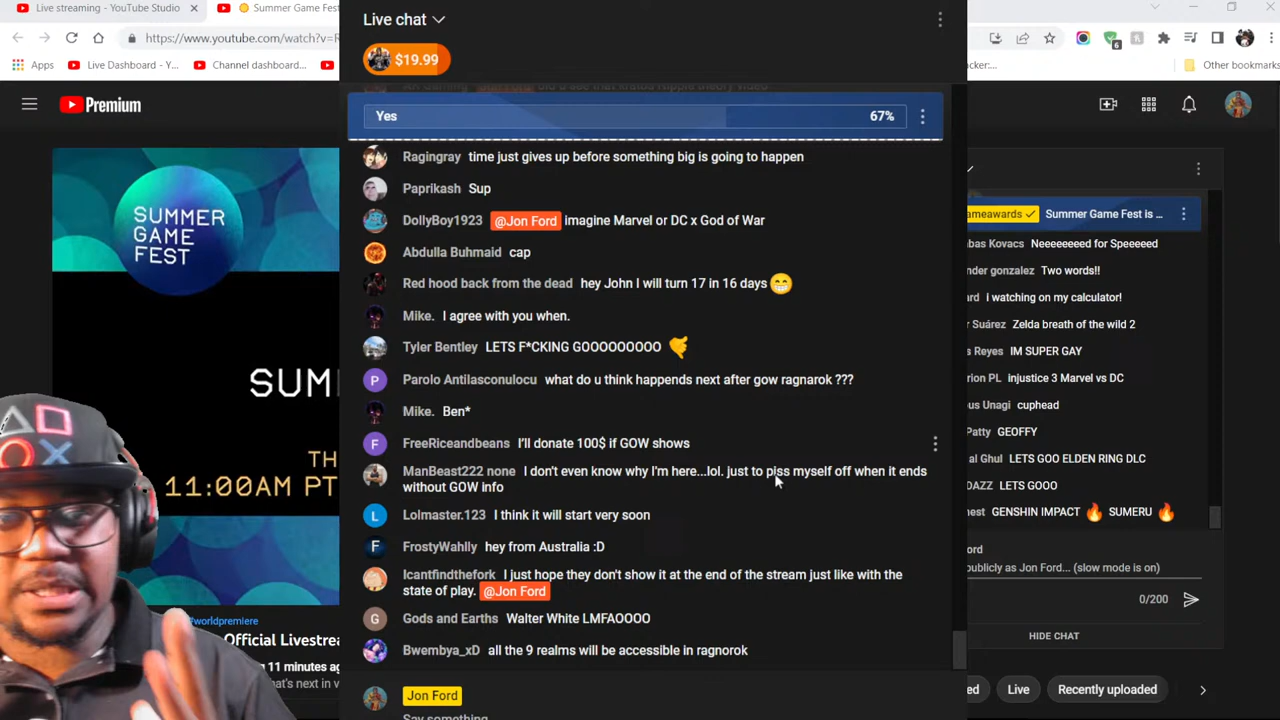 Live streaming - YouTube Studio
Summer Game Fest
https://www.youtube.com/watch?v=R
Apps
Live Dashboard - Y...
Channel dashboard...
Other bookmarks
Premium
SUMMER
GAME
FEST
SUM
TH
11:00AM PT
#worldpremiere
Official Livestre
11 minutes ag
that's next in v
Live chat
$19.99
Yes
67%
Ragingray time just gives up before something big is going to happen
Paprikash Sup
DollyBoy1923 @Jon Ford imagine Marvel or DC x God of War
Abdulla Buhmaid cap
Red hood back from the dead hey John I will turn 17 in 16 days 😁
Mike. I agree with you when.
Tyler Bentley LETS F*CKING GOOOOOOOOO 🤙
P Parolo Antilasconulocu what do u think happends next after gow ragnarok ???
Mike. Ben*
F FreeRiceandbeans I'll donate 100$ if GOW shows
ManBeast222 none I don't even know why I'm here...lol. just to piss myself off when it ends
without GOW info
L Lolmaster.123 I think it will start very soon
F FrostyWahlly hey from Australia :D
Icantfindthefork I just hope they don't show it at the end of the stream just like with the
state of play. @Jon Ford
G Gods and Earths Walter White LMFAOOOO
Bwembya_xD all the 9 realms will be accessible in ragnorok
Jon Ford
Say something
6
ameawards Summer Game Fest is ...
bas Kovacs Neeeeeeed for Speeeeed
nder gonzalez Two words!!
ard i watching on my calculator!
Suárez Zelda breath of the wild 2
s Reyes IM SUPER GAY
rion PL injustice 3 Marvel vs DC
ous Unagi cuphead
Patty GEOFFY
al Ghul LETS GOO ELDEN RING DLC
DAZZ LETS GOOO
nest GENSHIN IMPACT 🔥 SUMERU 🔥
ord
publicly as Jon Ford... (slow mode is on)
0/200
HIDE CHAT
ed
Live
Recently uploaded